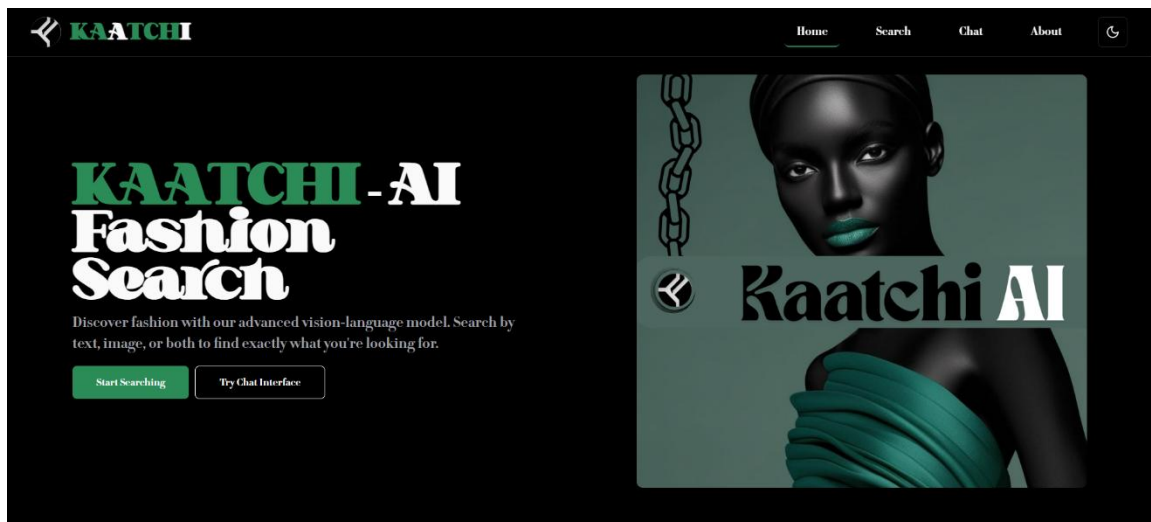 KAATCHI
Home Search Chat About
KAATCHI-AI
Fashion
Search
Discover fashion with our advanced vision-language model. Search by
text, image, or both to find exactly what you're looking for.
Start Searching Try Chat Interface
Kaatchi AI